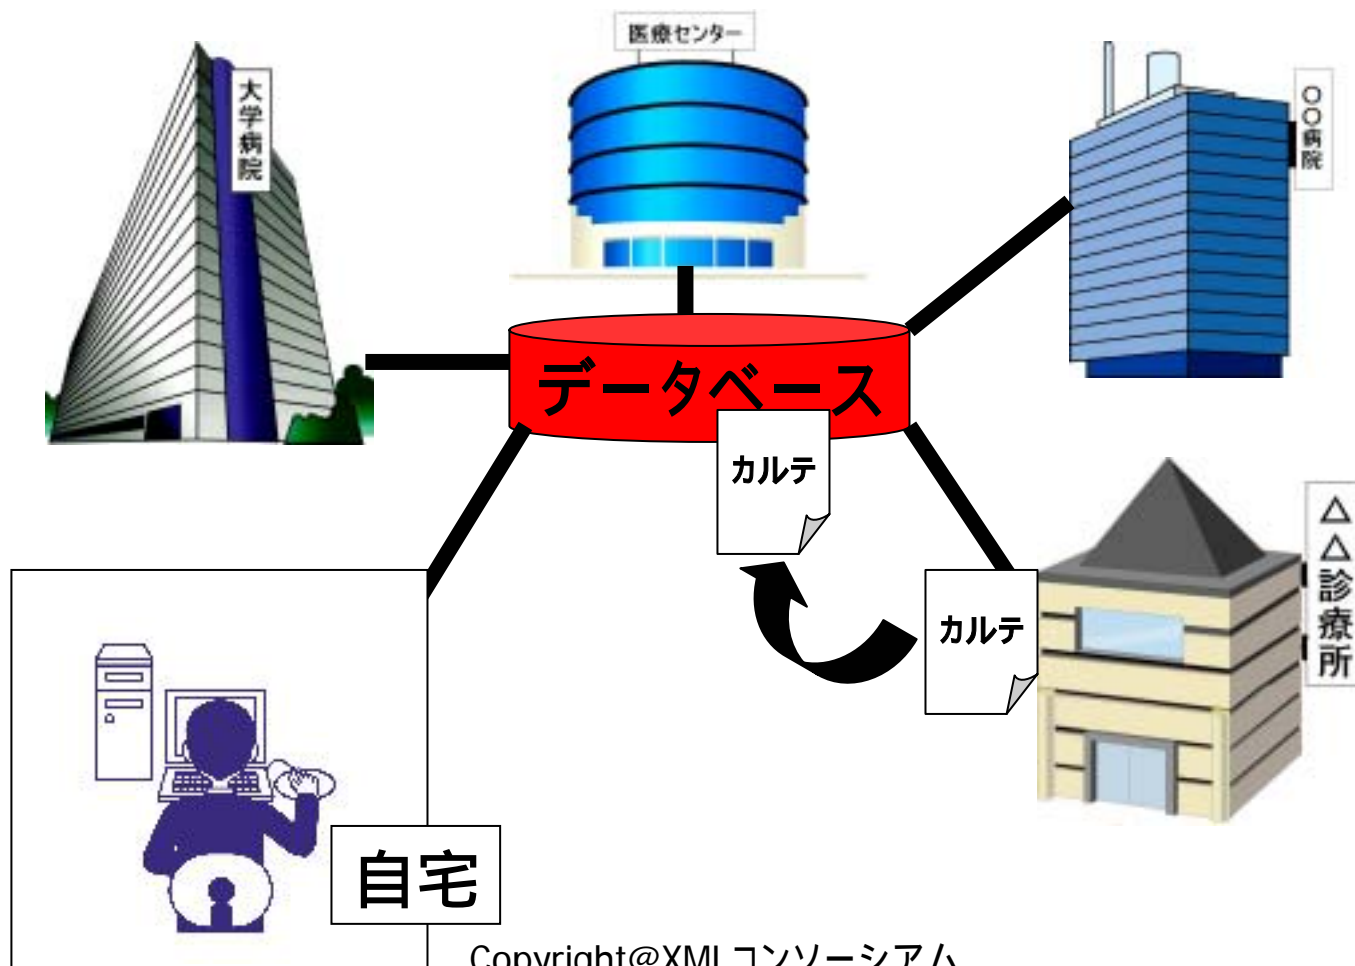 医療センター
大学病院
○○病院
データベース
カルテ
カルテ
△△診療所
自宅
Copyright@XMLコンソーシアム